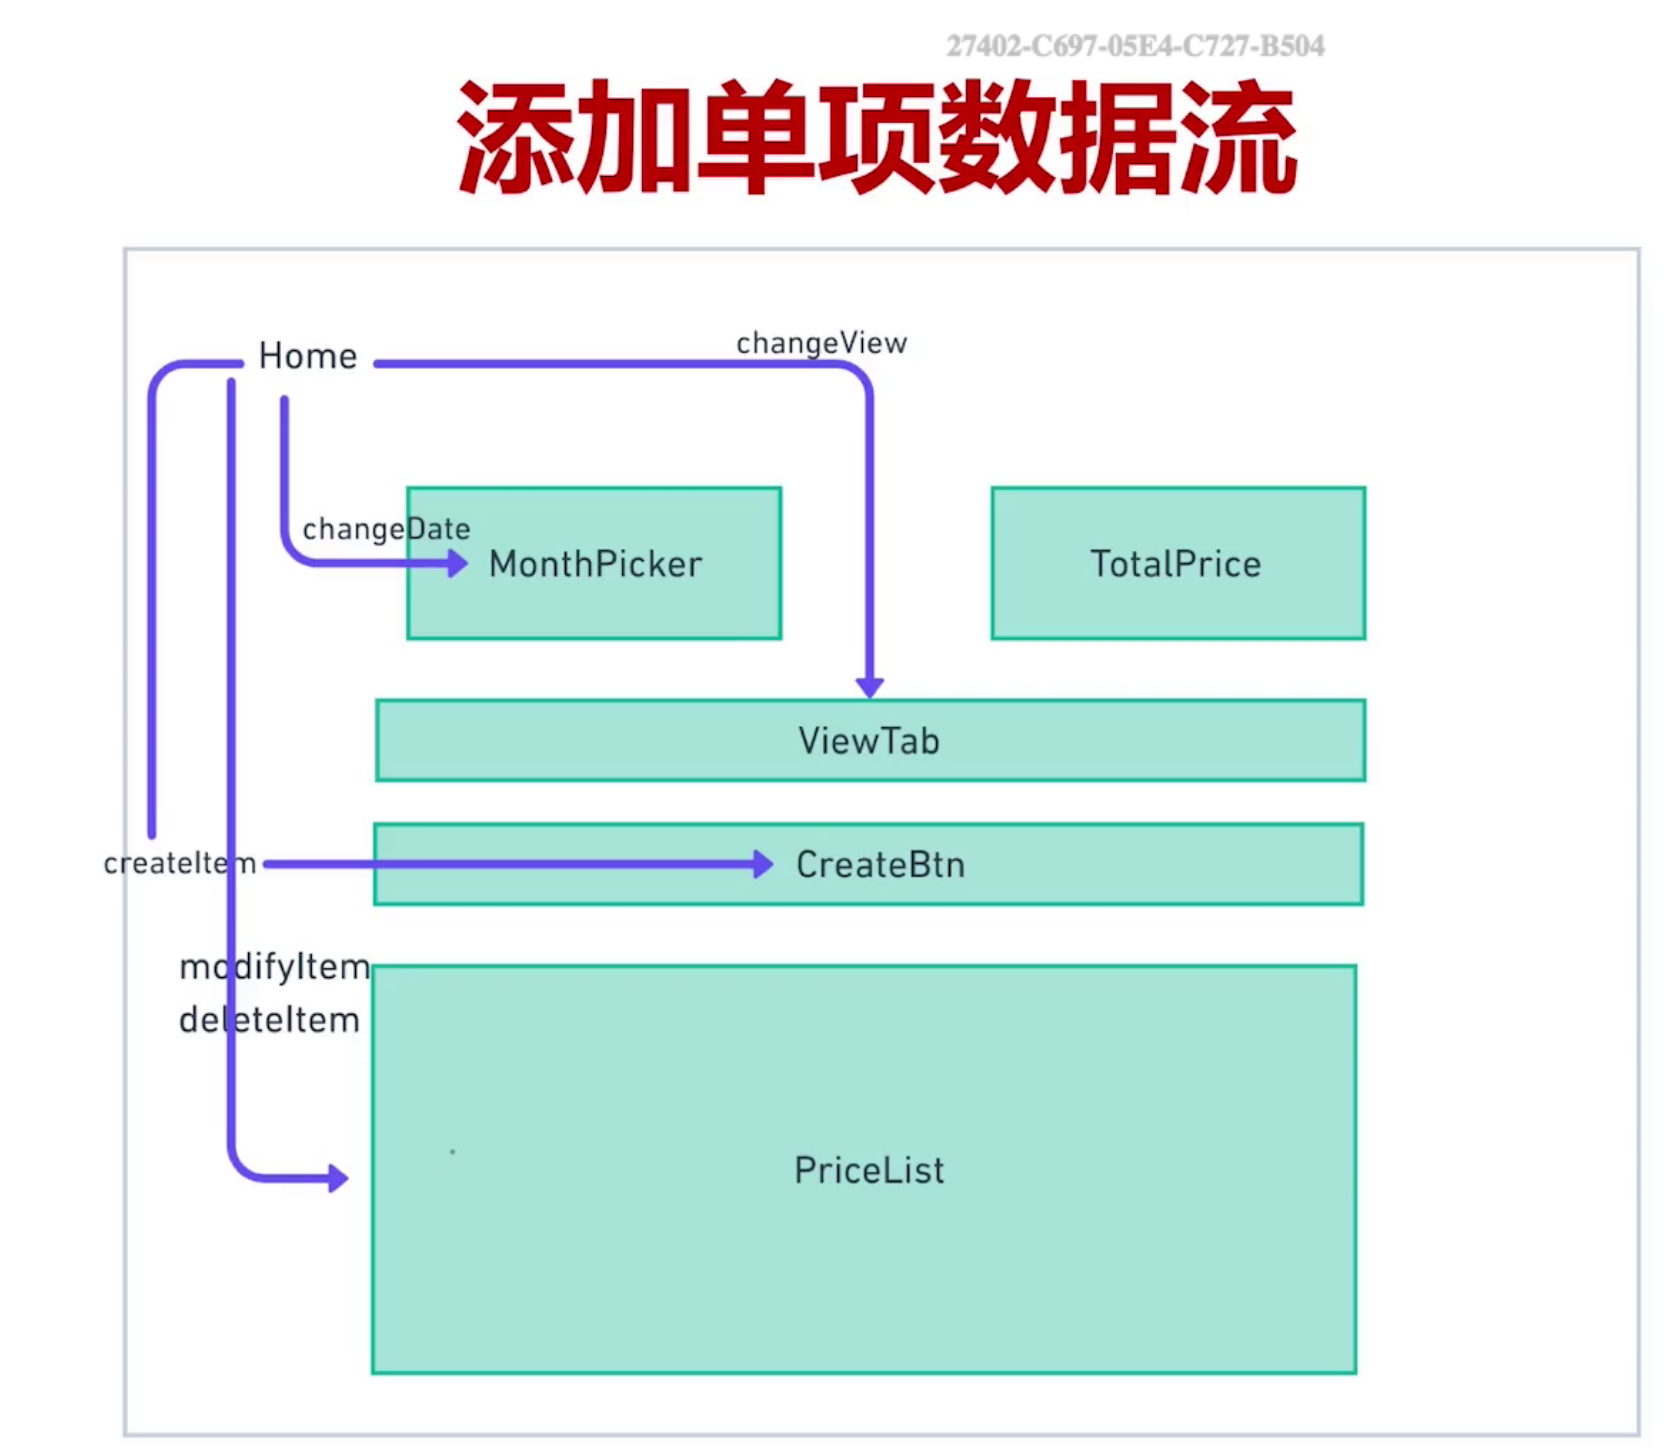 27402-C697-05E4-C727-B504
添加单项数据流
Home
changeView
changeDate
MonthPicker
TotalPrice
ViewTab
createItem
CreateBtn
modifyItem
deleteItem
PriceList